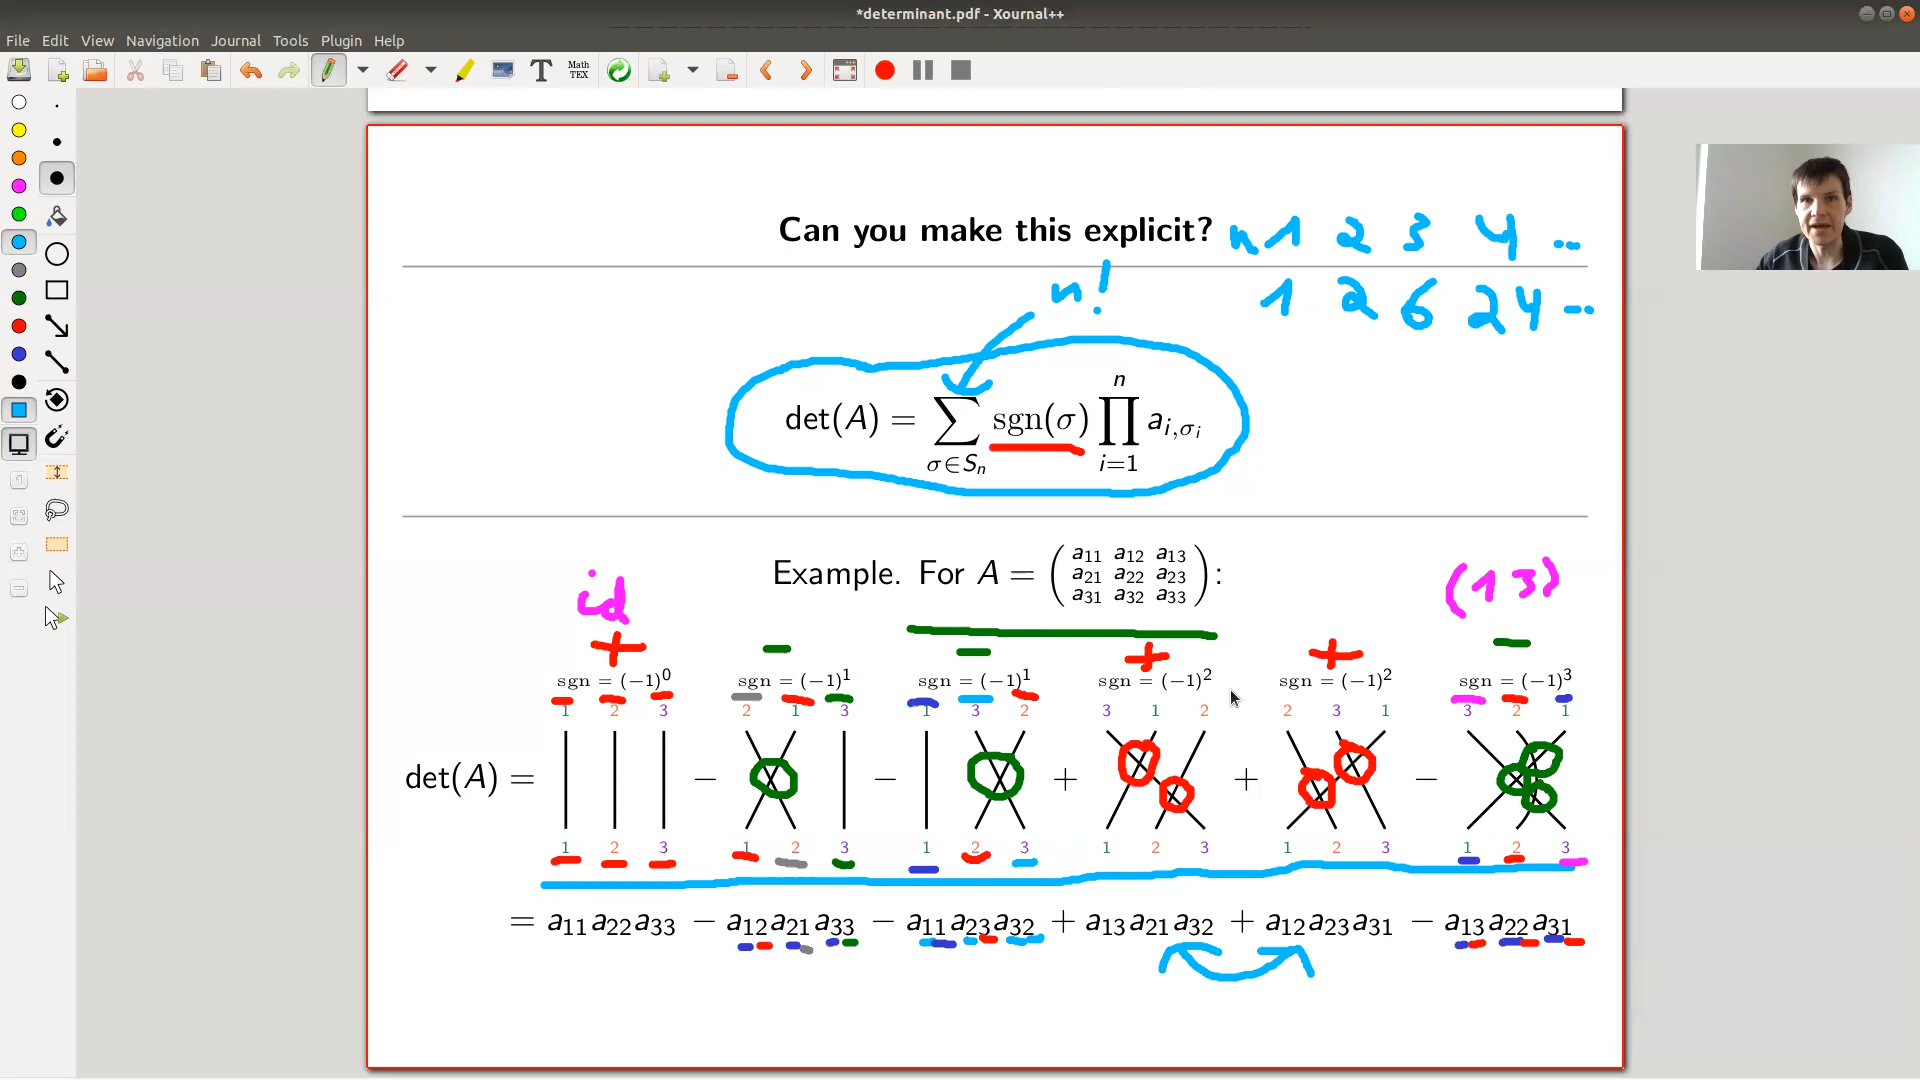 *determinant.pdf - Xournal++
File Edit View Navigation Journal Tools Plugin Help
T Math TEX
Can you make this explicit? n 1 2 3 4 ...
n! 1 2 6 24 ...
det(A) = ∑_{σ∈S_n} sgn(σ) ∏_{i=1}^{n} a_{i,σ_i}
Example. For A = ( a₁₁ a₁₂ a₁₃
a₂₁ a₂₂ a₂₃
a₃₁ a₃₂ a₃₃ ):
id (1 3)
+ − − + + −
sgn = (−1)⁰ sgn = (−1)¹ sgn = (−1)¹ sgn = (−1)² sgn = (−1)² sgn = (−1)³
1 2 3 2 1 3 1 3 2 3 1 2 2 3 1 3 2 1
det(A) = − − + + −
1 2 3 1 2 3 1 2 3 1 2 3 1 2 3 1 2 3
= a₁₁a₂₂a₃₃ − a₁₂a₂₁a₃₃ − a₁₁a₂₃a₃₂ + a₁₃a₂₁a₃₂ + a₁₂a₂₃a₃₁ − a₁₃a₂₂a₃₁